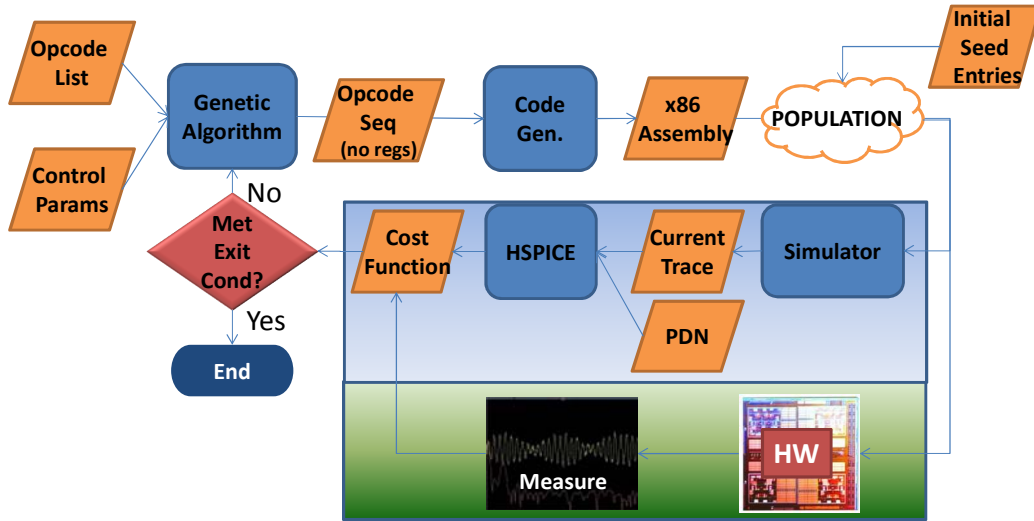 Opcode
List
Control
Params
Genetic
Algorithm
Opcode
Seq
(no regs)
Code
Gen.
x86
Assembly
POPULATION
Initial
Seed
Entries
No
Met
Exit
Cond?
Yes
End
Cost
Function
HSPICE
Current
Trace
Simulator
PDN
Measure
HW